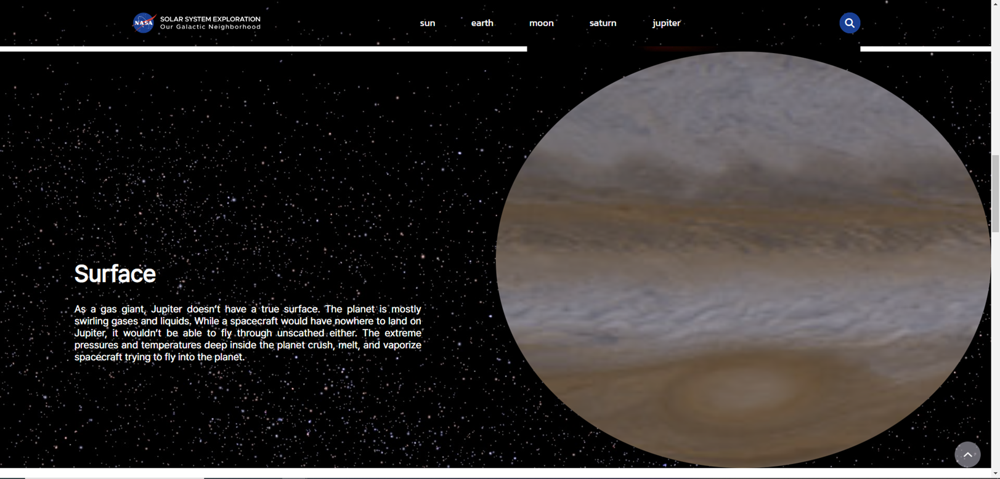 NASA
SOLAR SYSTEM EXPLORATION
Our Galactic Neighborhood
sun
earth
moon
saturn
jupiter
Surface
As a gas giant, Jupiter doesn’t have a true surface. The planet is mostly
swirling gases and liquids. While a spacecraft would have nowhere to land on
Jupiter, it wouldn’t be able to fly through unscathed either. The extreme
pressures and temperatures deep inside the planet crush, melt, and vaporize
spacecraft trying to fly into the planet.